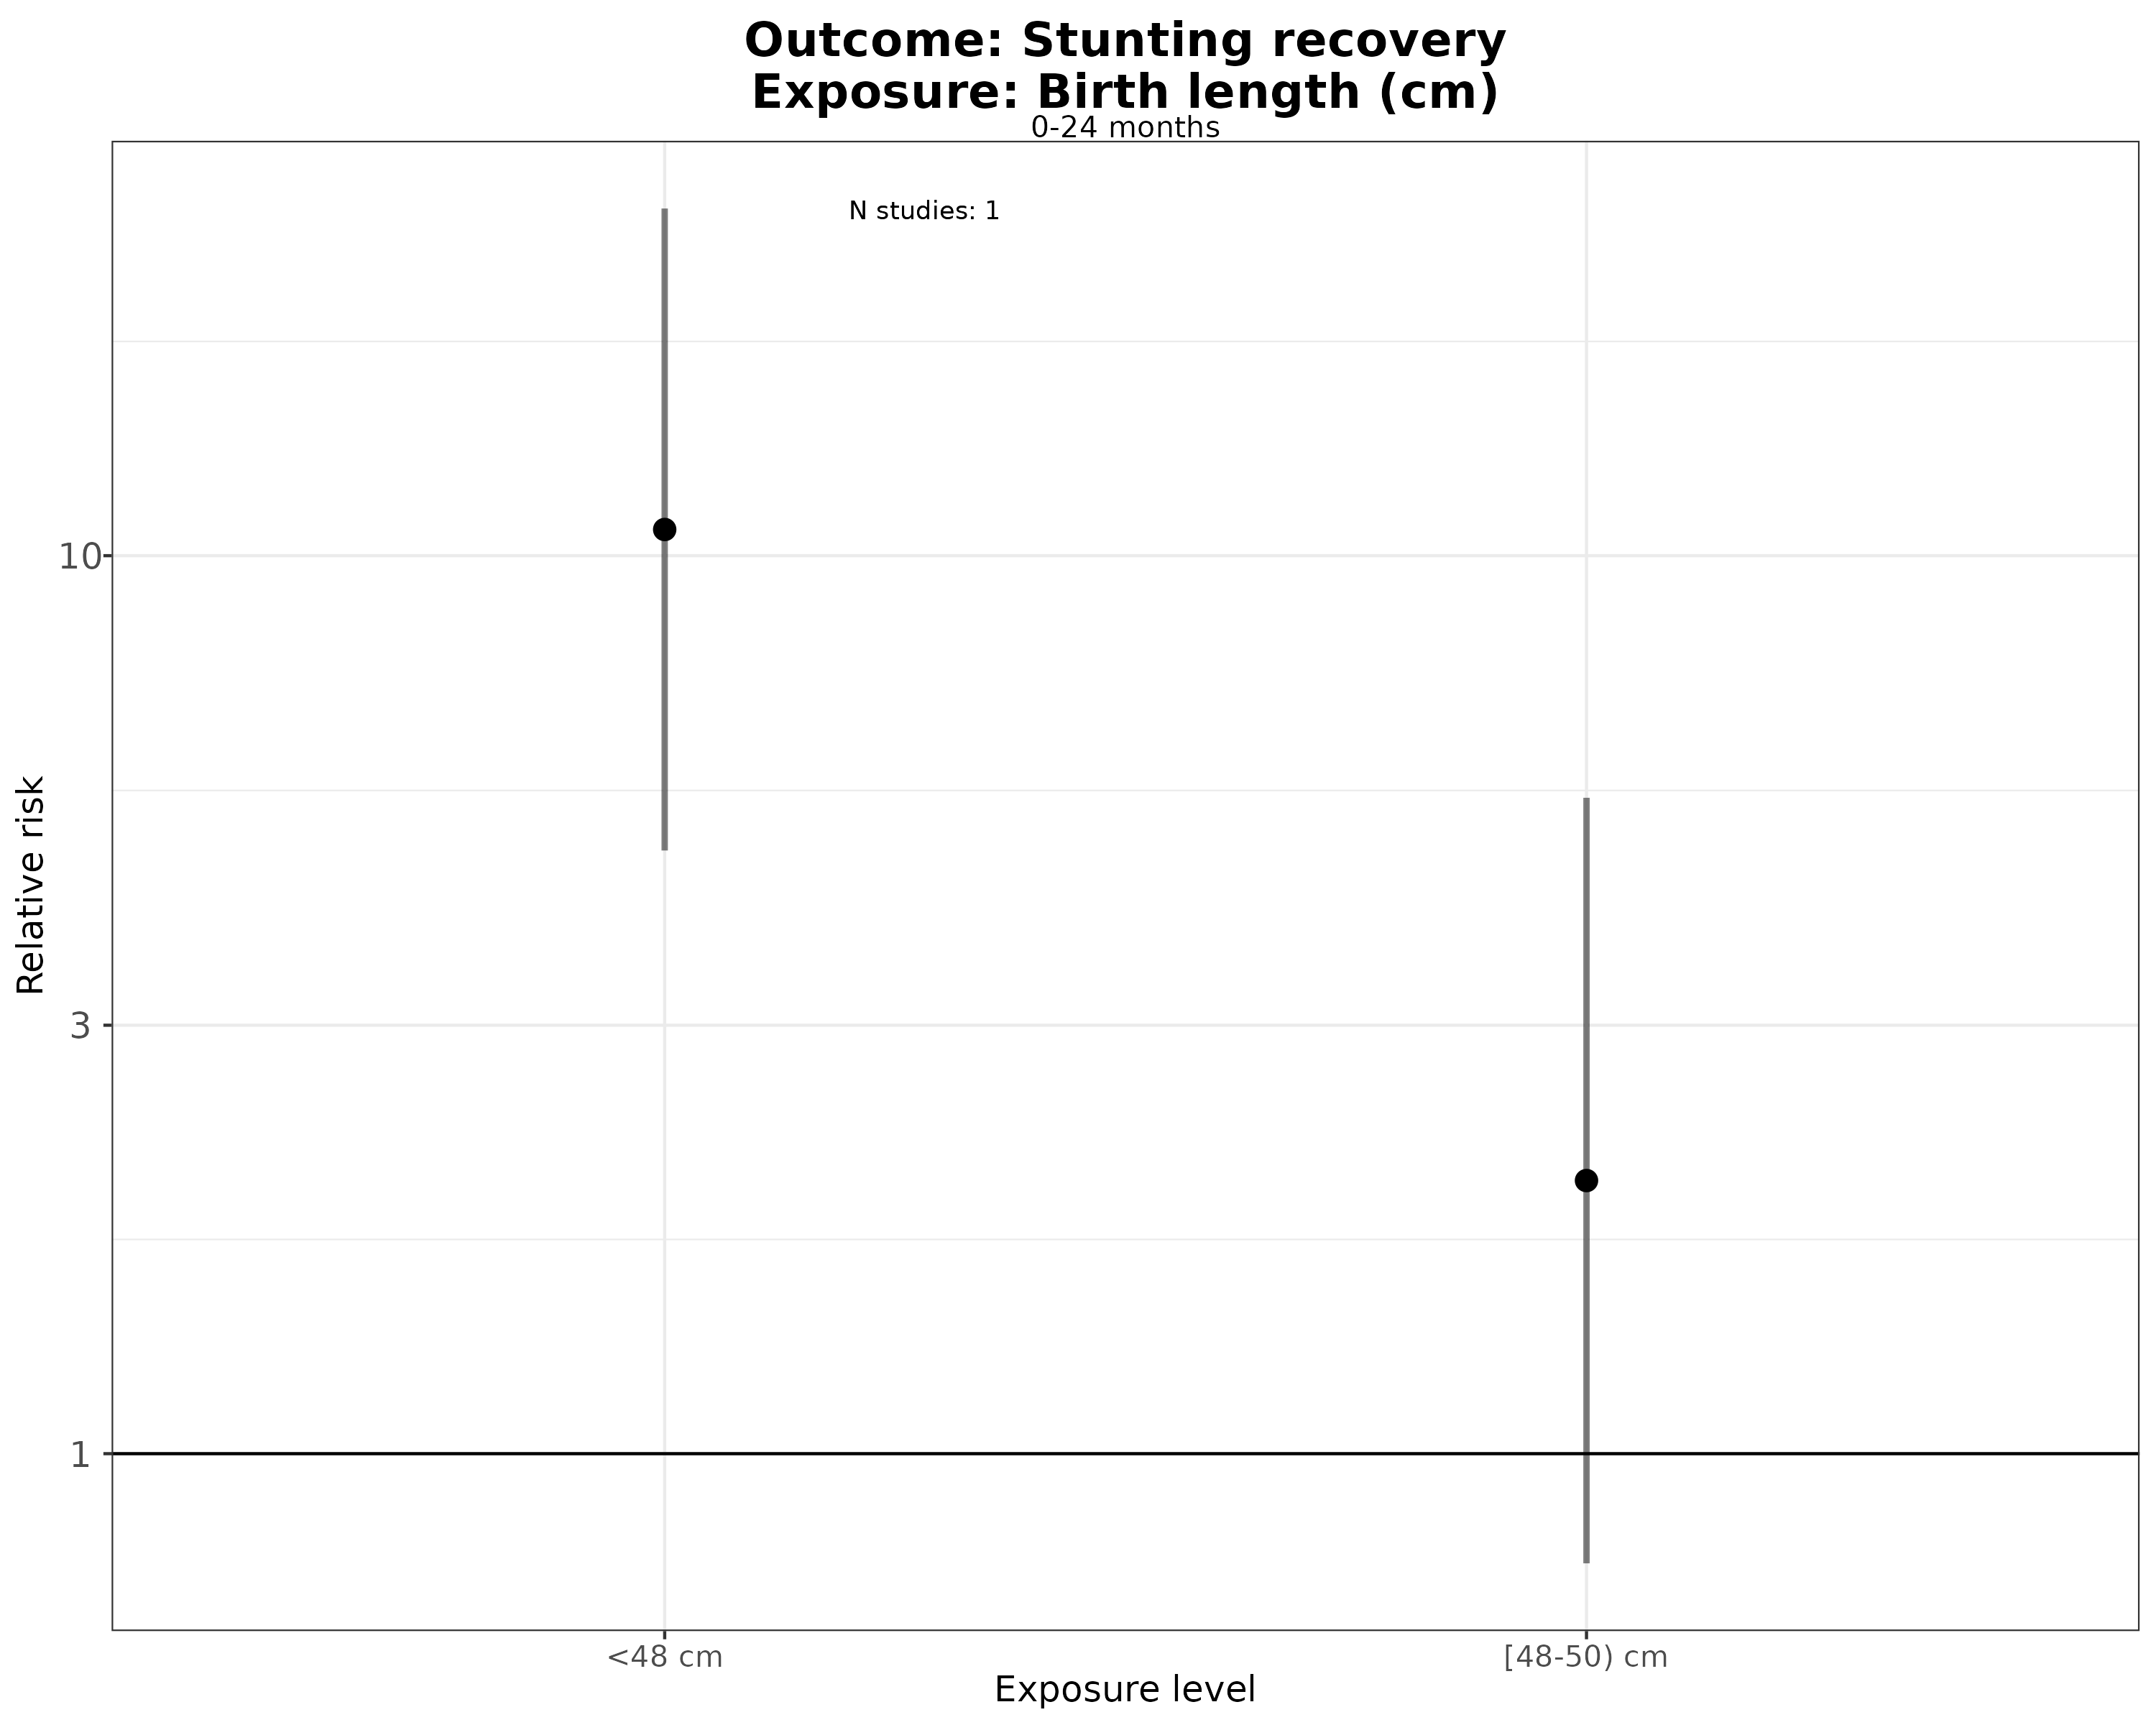 Outcome: Stunting recovery
Exposure: Birth length (cm)
0-24 months
N studies: 1
10
3
1
Relative risk
<48 cm
[48-50) cm
Exposure level